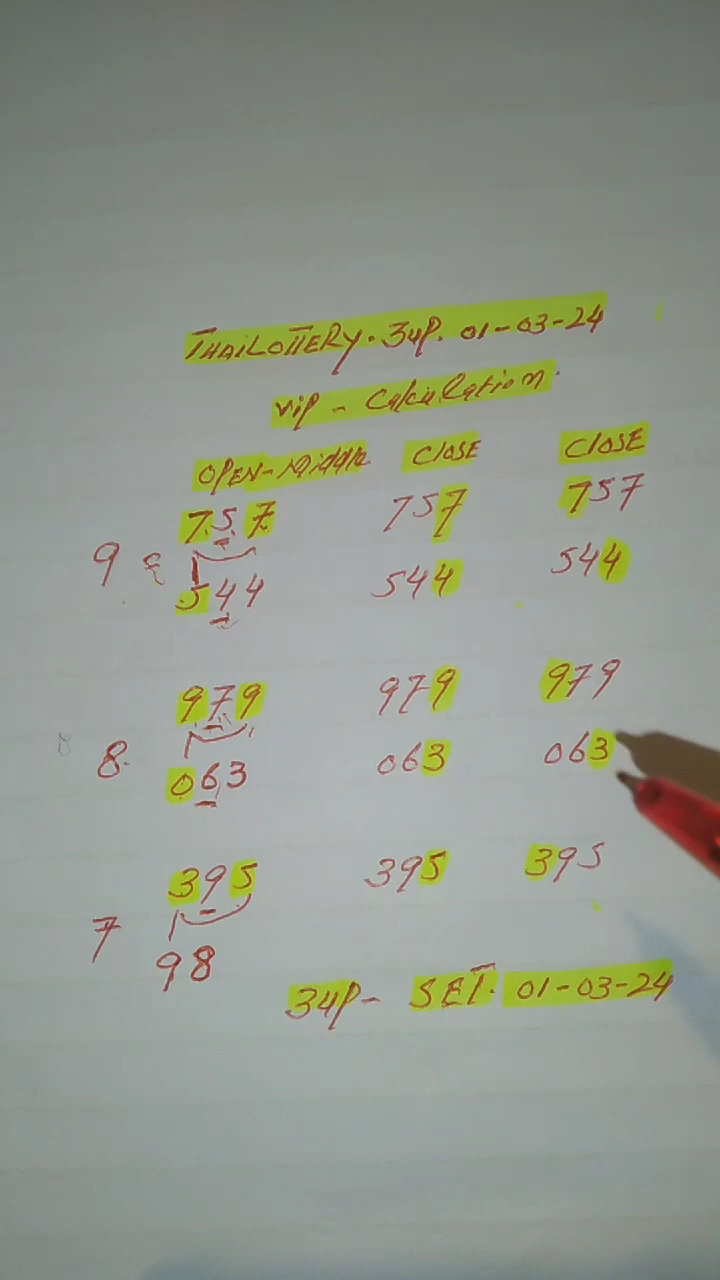 THAILOTTERY. 3UP. 01-03-24
VIP - Calculation.
OPEN-Middle CLOSE CLOSE
757 757 757
9
544 544 544
979 979 979
8.
063 063 063
395 395 395
7
98
3UP- SET. 01-03-24